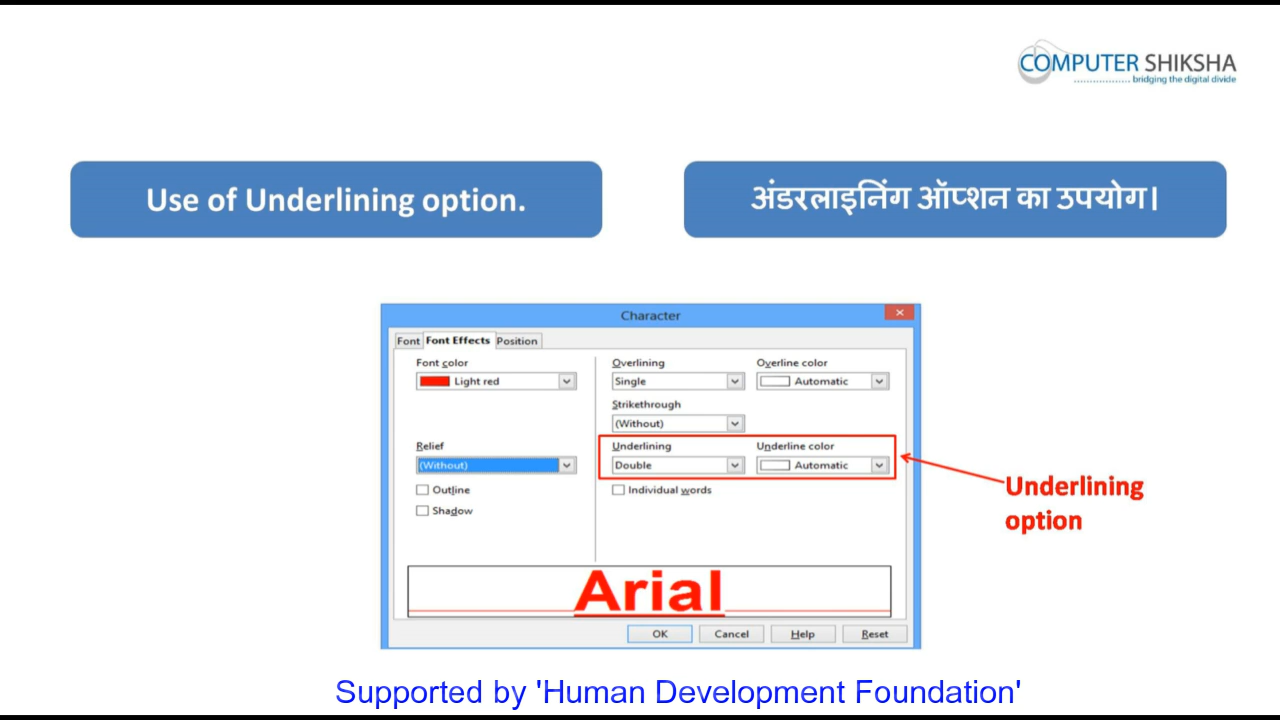 COMPUTER SHIKSHA
bridging the digital divide
Use of Underlining option.
अंडरलाइनिंग ऑप्शन का उपयोग।
Character
Font Font Effects Position
Font color
Light red
Overlining
Single
Overline color
Automatic
Strikethrough
(Without)
Relief
(Without)
Underlining
Double
Underline color
Automatic
Outline
Shadow
Individual words
Underlining
option
Arial
OK Cancel Help Reset
Supported by 'Human Development Foundation'